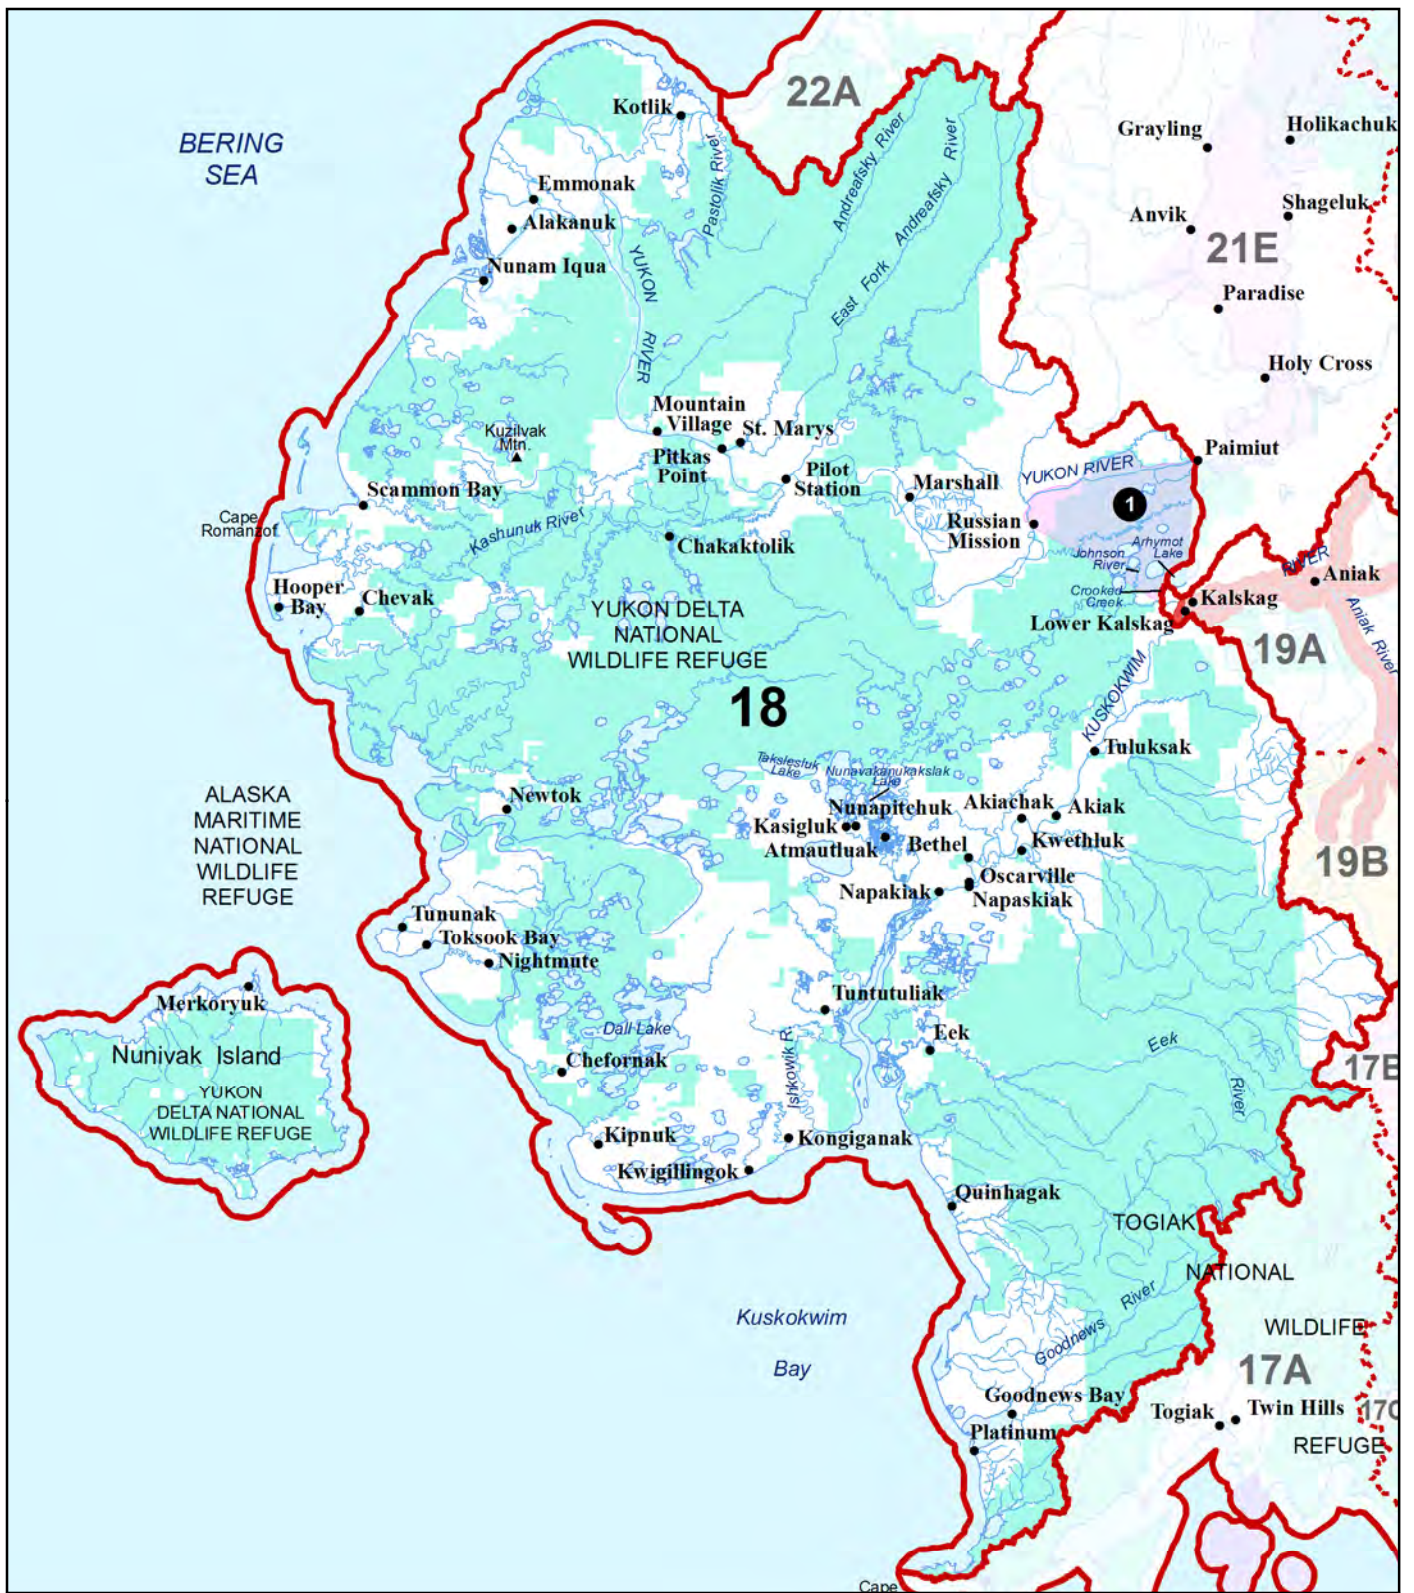 22A
Kotlik
Grayling
Holikachuk
BERING
SEA
Pastolik River
Andreafsky River
East Fork Andreafsky River
Emmonak
Alakanuk
Anvik
Shageluk
21E
Nunam Iqua
YUKON RIVER
Paradise
Holy Cross
Mountain
Village
St. Marys
Kuzilvak
Mtn.
Pitkas
Point
Pilot
Station
Paimiut
YUKON RIVER
Marshall
Scammon Bay
1
Cape
Romanzof
Kashunuk River
Russian
Mission
Chakaktolik
Johnson
River
Arhymot
Lake
RIVER
Aniak
Hooper
Bay
Chevak
Crooked
Creek
Kalskag
Lower Kalskag
Aniak River
YUKON DELTA
NATIONAL
WILDLIFE REFUGE
19A
18
KUSKOKWIM
Tuluksak
Takslesluk
Lake
Nunavakanukakslak
Lake
ALASKA
MARITIME
NATIONAL
WILDLIFE
REFUGE
Newtok
Nunapitchuk
Akiachak
Akiak
Kasigluk
Atmautluak
Bethel
Kwethluk
19B
Oscarville
Napakiak
Napaskiak
Tununak
Toksook Bay
Nightmute
Merkoryuk
Tuntutuliak
Nunivak Island
Dall Lake
Ishkowik R.
Eek
Eek River
Chefornak
17B
YUKON
DELTA NATIONAL
WILDLIFE REFUGE
Kipnuk
Kongiganak
Kwigillingok
Quinhagak
TOGIAK
NATIONAL
WILDLIFE
REFUGE
Goodnews River
Kuskokwim
Bay
17A
Goodnews Bay
Togiak
Twin Hills
17C
Platinum
Cape